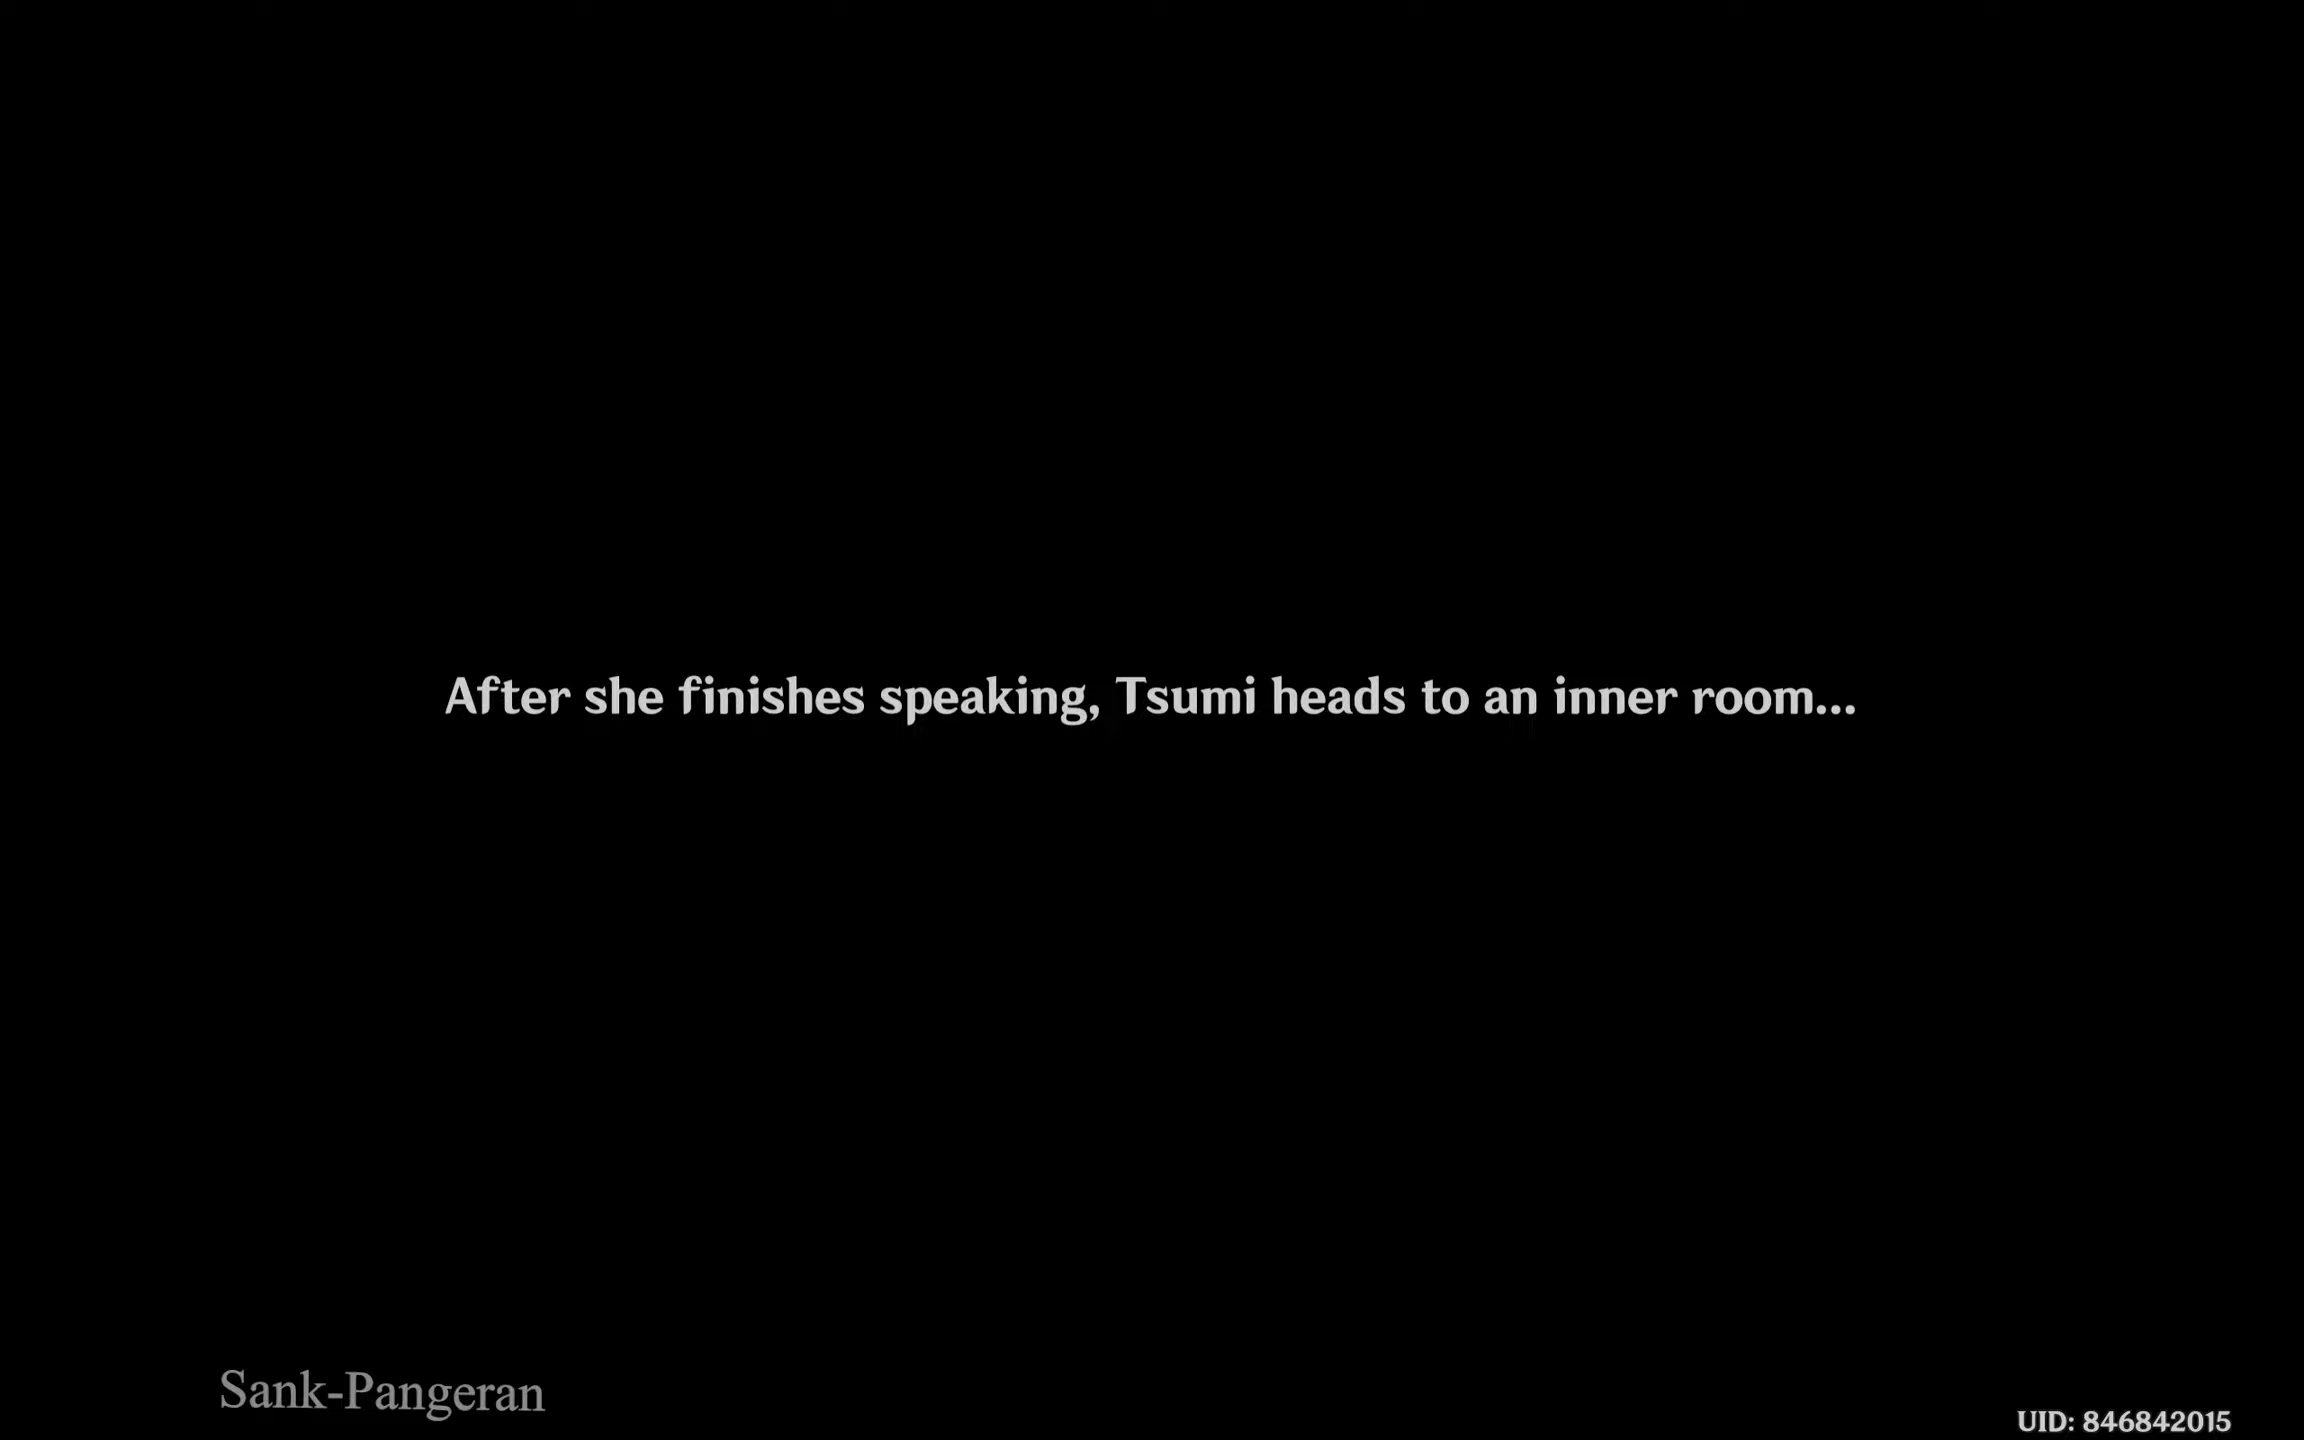 After she finishes speaking, Tsumi heads to an inner room...
Sank-Pangeran
UID: 846842015